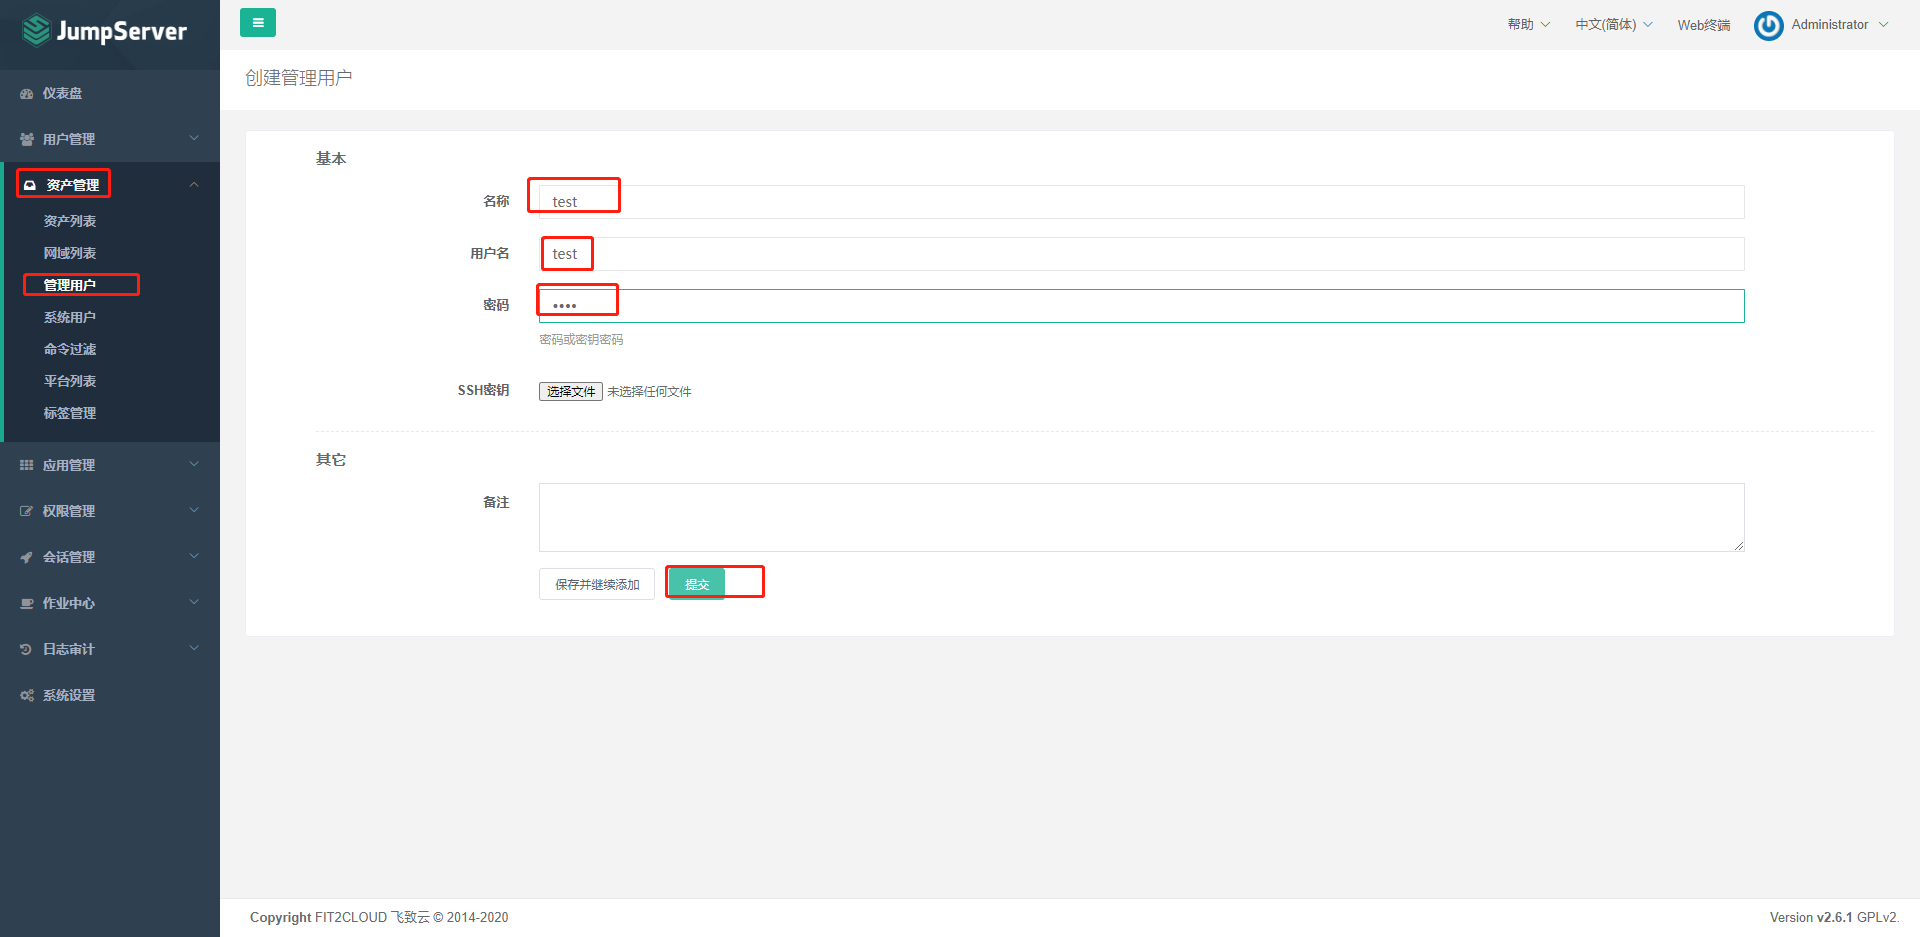 JumpServer
帮助
中文(简体)
Web终端
Administrator
仪表盘
用户管理
资产管理
资产列表
网域列表
管理用户
系统用户
命令过滤
平台列表
标签管理
应用管理
权限管理
会话管理
作业中心
日志审计
系统设置
创建管理用户
基本
名称 test
用户名 test
密码 ••••
密码或密钥密码
SSH密钥 选择文件 未选择任何文件
其它
备注
保存并继续添加 提交
Copyright FIT2CLOUD 飞致云 © 2014-2020
Version v2.6.1 GPLv2.